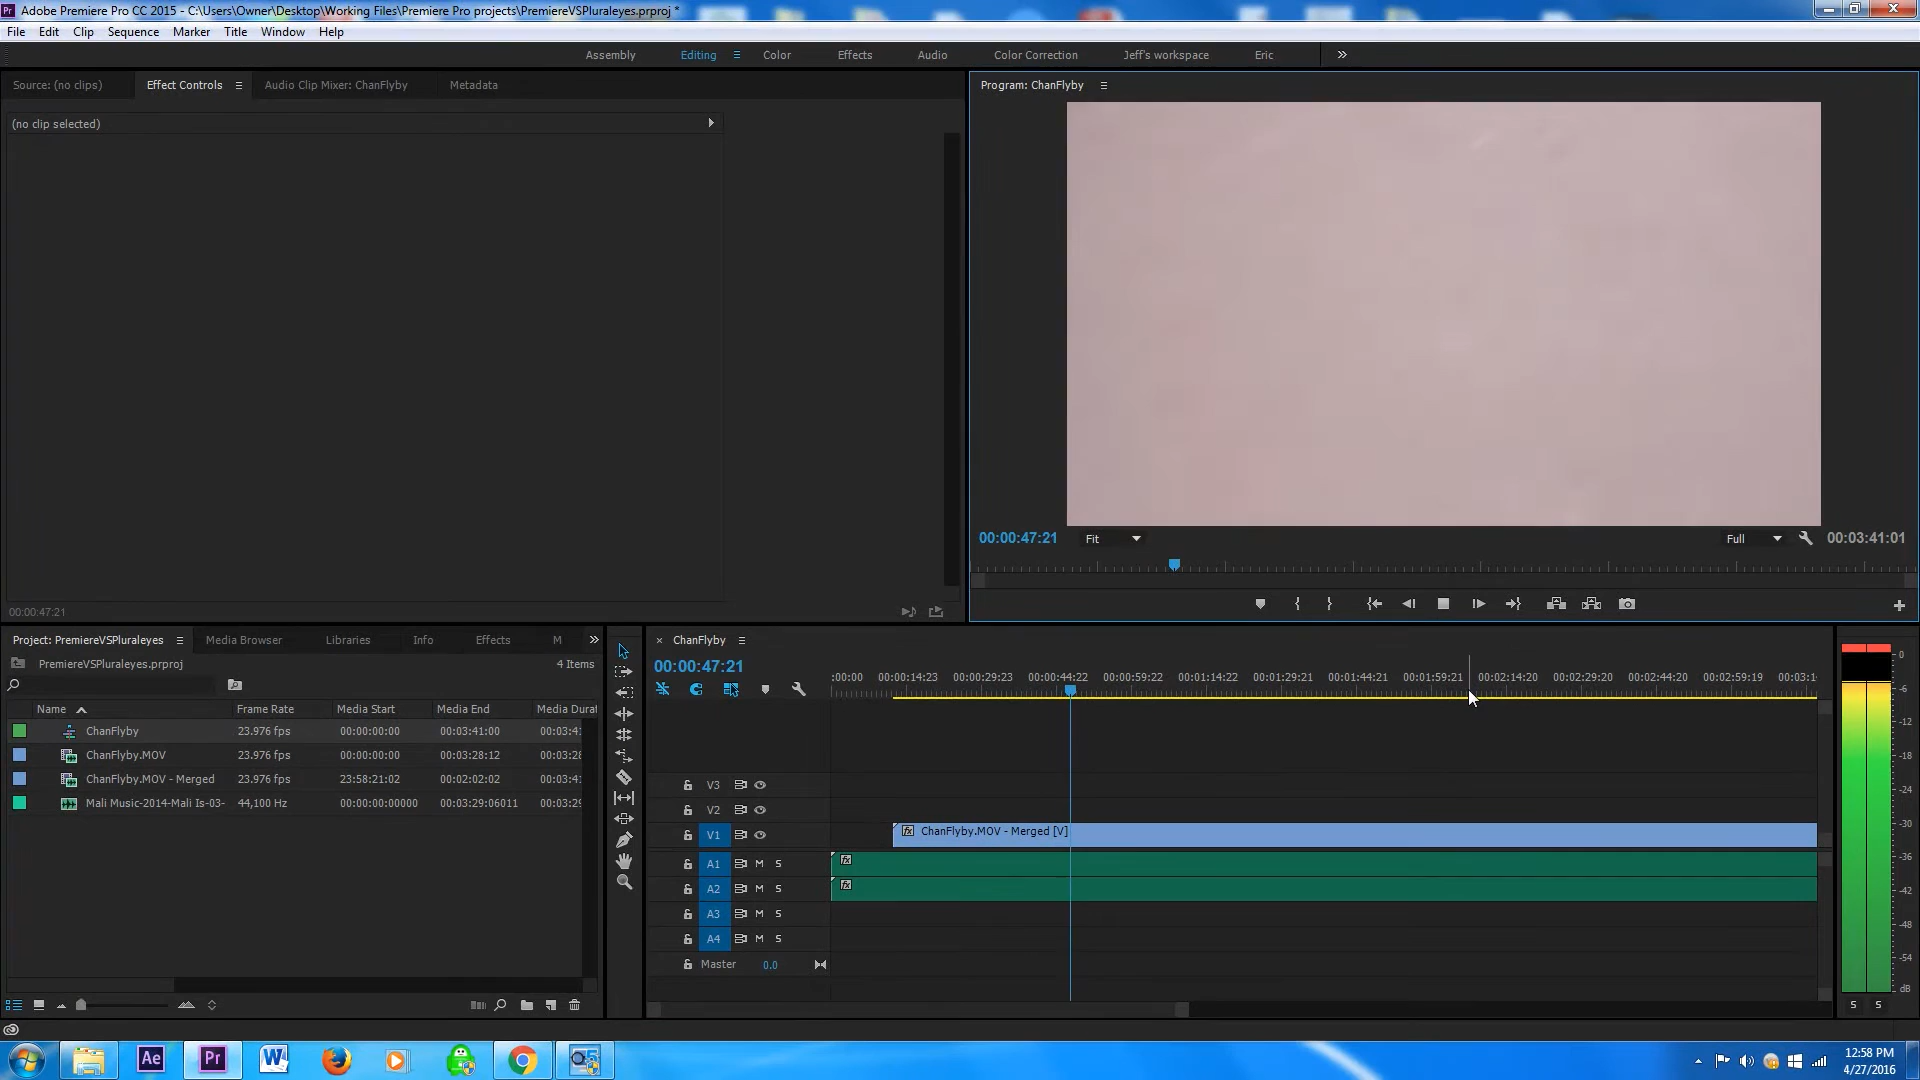 Pr Adobe Premiere Pro CC 2015 - C:\Users\Owner\Desktop\Working Files\Premiere Pro projects\PremiereVSPluraleyes.prproj *
File Edit Clip Sequence Marker Title Window Help
Assembly Editing Color Effects Audio Color Correction Jeff's workspace Eric
Source: (no clips) Effect Controls Audio Clip Mixer: ChanFlyby Metadata
Program: ChanFlyby
(no clip selected)
00:00:47:21 Fit Full 00:03:41:01
00:00:47:21
Project: PremiereVSPluraleyes Media Browser Libraries Info Effects M
PremiereVSPluraleyes.prproj 4 Items
Name Frame Rate Media Start Media End Media Durat
ChanFlyby 23.976 fps 00:00:00:00 00:03:41:00 00:03:41
ChanFlyby.MOV 23.976 fps 00:00:00:00 00:03:28:12 00:03:28
ChanFlyby.MOV - Merged 23.976 fps 23:58:21:02 00:02:02:02 00:03:41
Mali Music-2014-Mali Is-03- 44,100 Hz 00:00:00:00000 00:03:29:06011 00:03:29
× ChanFlyby
00:00:47:21
:00:00 00:00:14:23 00:00:29:23 00:00:44:22 00:00:59:22 00:01:14:22 00:01:29:21 00:01:44:21 00:01:59:21 00:02:14:20 00:02:29:20 00:02:44:20 00:02:59:19 00:03:1
V3
V2
V1 fx ChanFlyby.MOV - Merged [V]
A1 M S fx
A2 M S fx
A3 M S
A4 M S
Master 0.0
0
-6
-12
-18
-24
-30
-36
-42
-48
-54
dB
S S
Ae Pr W
12:58 PM
4/27/2016